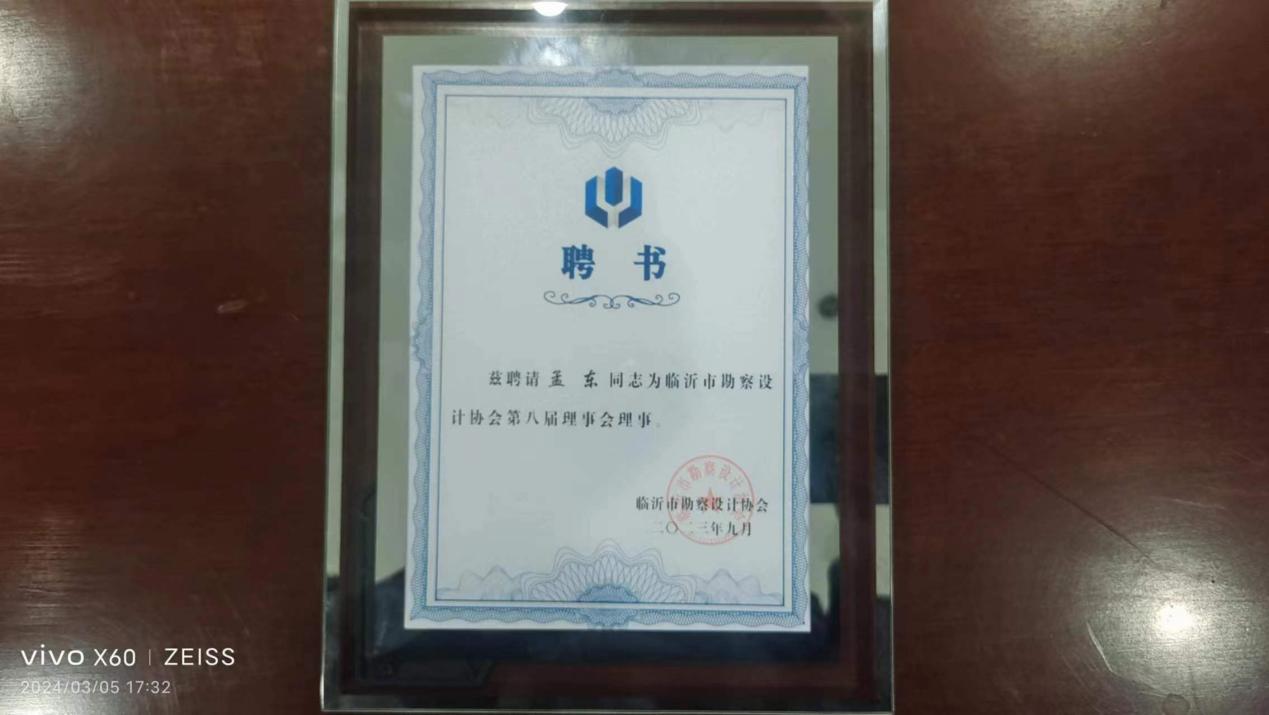 聘 书
兹聘请 孟 东 同志为临沂市勘察设
计协会第八届理事会理事。
临沂市勘察设计协会
二〇二三年九月
vivo X60 | ZEISS
2024/03/05 17:32